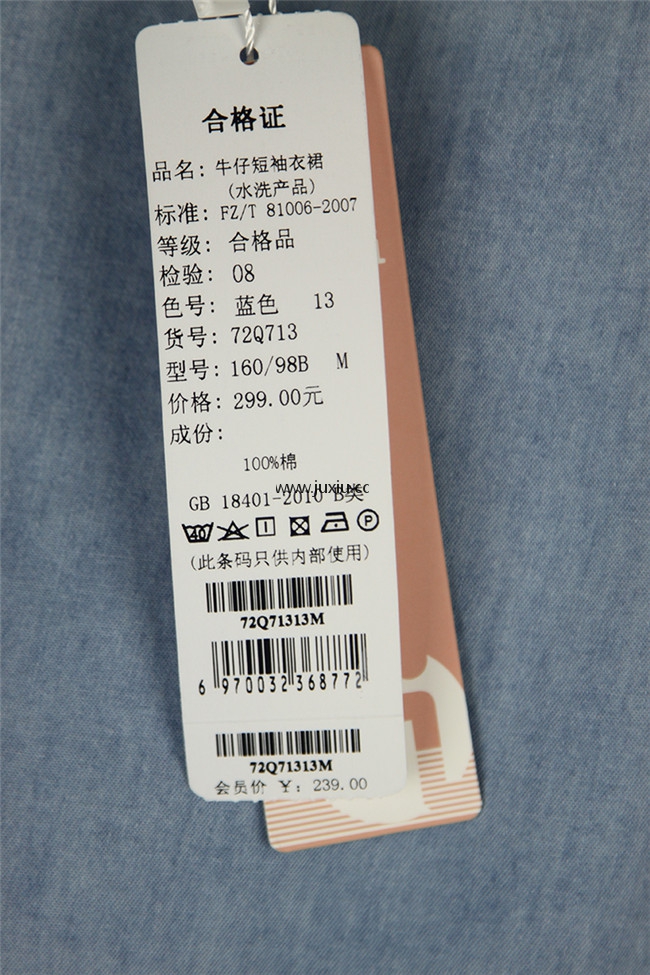 合格证
品名: 牛仔短袖衣裙
(水洗产品)
标准: FZ/T 81006-2007
等级: 合格品
检验: 08
色号: 蓝色 13
货号: 72Q713
型号: 160/98B M
价格: 299.00元
成份:
100%棉
www.juxiu.cc
GB 18401-2010 B类
40 P
(此条码只供内部使用)
72Q71313M
6 970032 368772
72Q71313M
会员价 ¥: 239.00